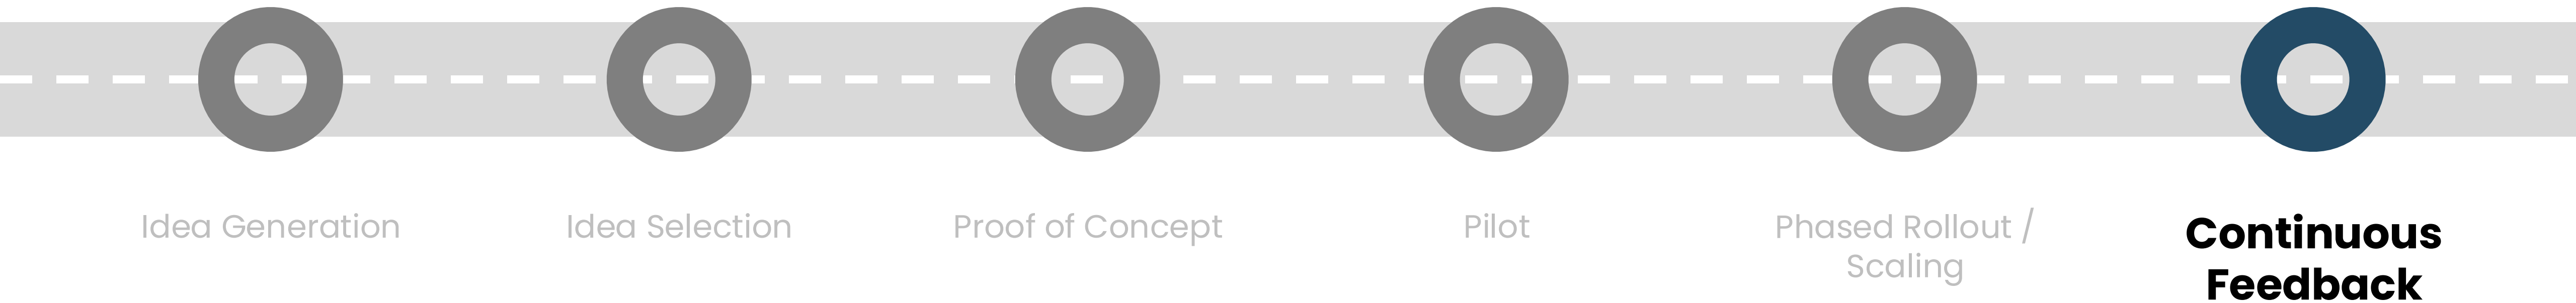 Idea Generation
Idea Selection
Proof of Concept
Pilot
Phased Rollout /
Scaling
Continuous
Feedback